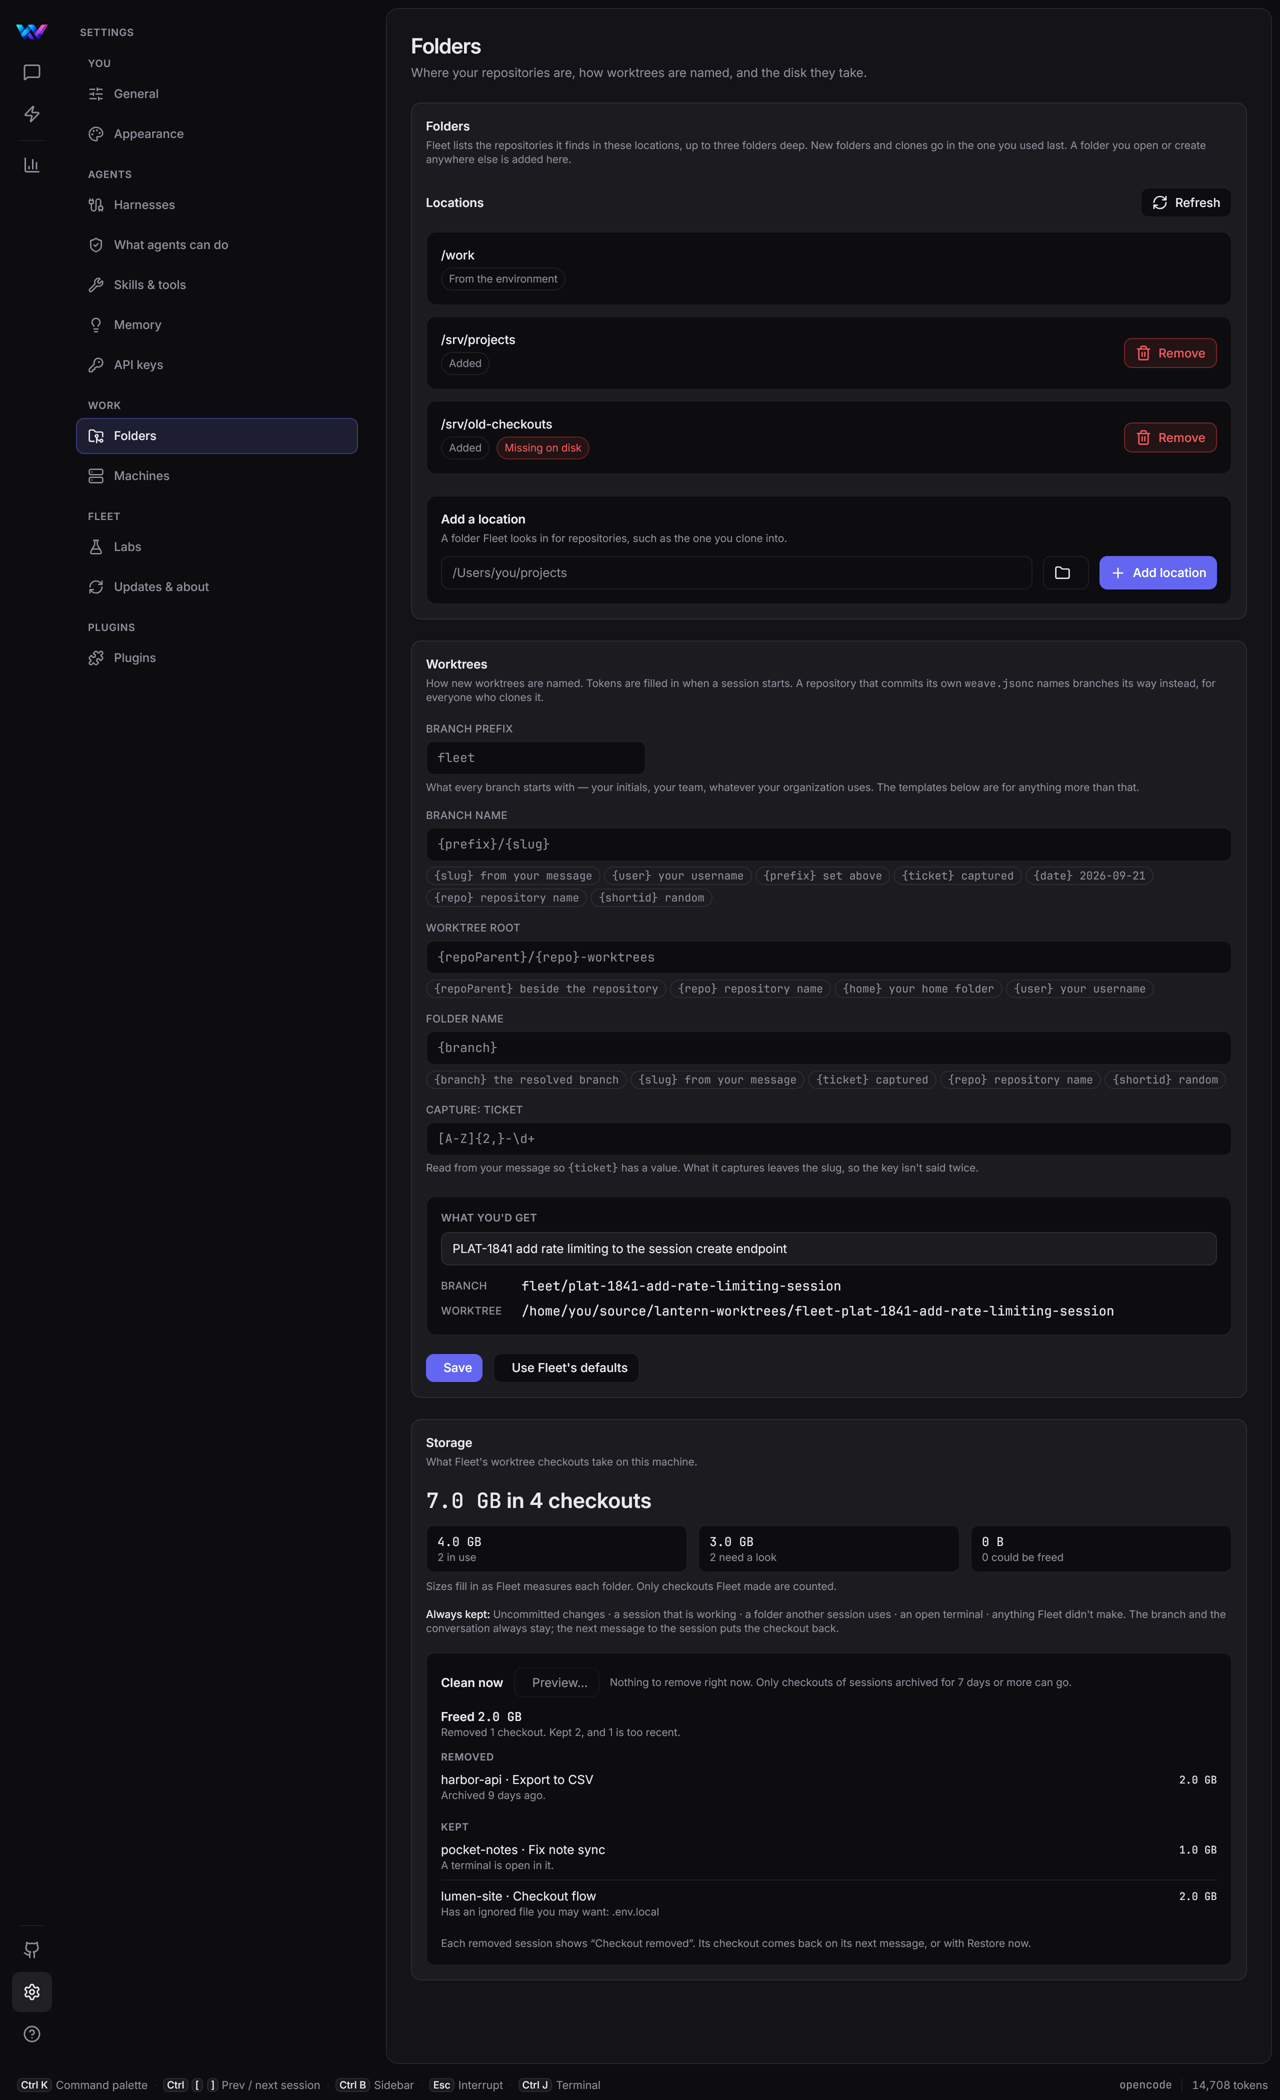 SETTINGS
YOU
General
Appearance
AGENTS
Harnesses
What agents can do
Skills & tools
Memory
API keys
WORK
Folders
Machines
FLEET
Labs
Updates & about
PLUGINS
Plugins
Folders
Where your repositories are, how worktrees are named, and the disk they take.
Folders
Fleet lists the repositories it finds in these locations, up to three folders deep. New folders and clones go in the one you used last. A folder you open or create
anywhere else is added here.
Locations
Refresh
/work
From the environment
/srv/projects
Added
Remove
/srv/old-checkouts
Added Missing on disk
Remove
Add a location
A folder Fleet looks in for repositories, such as the one you clone into.
/Users/you/projects
Add location
Worktrees
How new worktrees are named. Tokens are filled in when a session starts. A repository that commits its own weave.jsonc names branches its way instead, for
everyone who clones it.
BRANCH PREFIX
fleet
What every branch starts with — your initials, your team, whatever your organization uses. The templates below are for anything more than that.
BRANCH NAME
{prefix}/{slug}
{slug} from your message {user} your username {prefix} set above {ticket} captured {date} 2026-09-21
{repo} repository name {shortid} random
WORKTREE ROOT
{repoParent}/{repo}-worktrees
{repoParent} beside the repository {repo} repository name {home} your home folder {user} your username
FOLDER NAME
{branch}
{branch} the resolved branch {slug} from your message {ticket} captured {repo} repository name {shortid} random
CAPTURE: TICKET
[A-Z]{2,}-\d+
Read from your message so {ticket} has a value. What it captures leaves the slug, so the key isn't said twice.
WHAT YOU'D GET
PLAT-1841 add rate limiting to the session create endpoint
BRANCH fleet/plat-1841-add-rate-limiting-session
WORKTREE /home/you/source/lantern-worktrees/fleet-plat-1841-add-rate-limiting-session
Save Use Fleet's defaults
Storage
What Fleet's worktree checkouts take on this machine.
7.0 GB in 4 checkouts
4.0 GB
2 in use
3.0 GB
2 need a look
0 B
0 could be freed
Sizes fill in as Fleet measures each folder. Only checkouts Fleet made are counted.
Always kept: Uncommitted changes · a session that is working · a folder another session uses · an open terminal · anything Fleet didn't make. The branch and the
conversation always stay; the next message to the session puts the checkout back.
Clean now Preview... Nothing to remove right now. Only checkouts of sessions archived for 7 days or more can go.
Freed 2.0 GB
Removed 1 checkout. Kept 2, and 1 is too recent.
REMOVED
harbor-api · Export to CSV 2.0 GB
Archived 9 days ago.
KEPT
pocket-notes · Fix note sync 1.0 GB
A terminal is open in it.
lumen-site · Checkout flow 2.0 GB
Has an ignored file you may want: .env.local
Each removed session shows “Checkout removed”. Its checkout comes back on its next message, or with Restore now.
Ctrl K Command palette · Ctrl [ ] Prev / next session · Ctrl B Sidebar · Esc Interrupt · Ctrl J Terminal
opencode 14,708 tokens